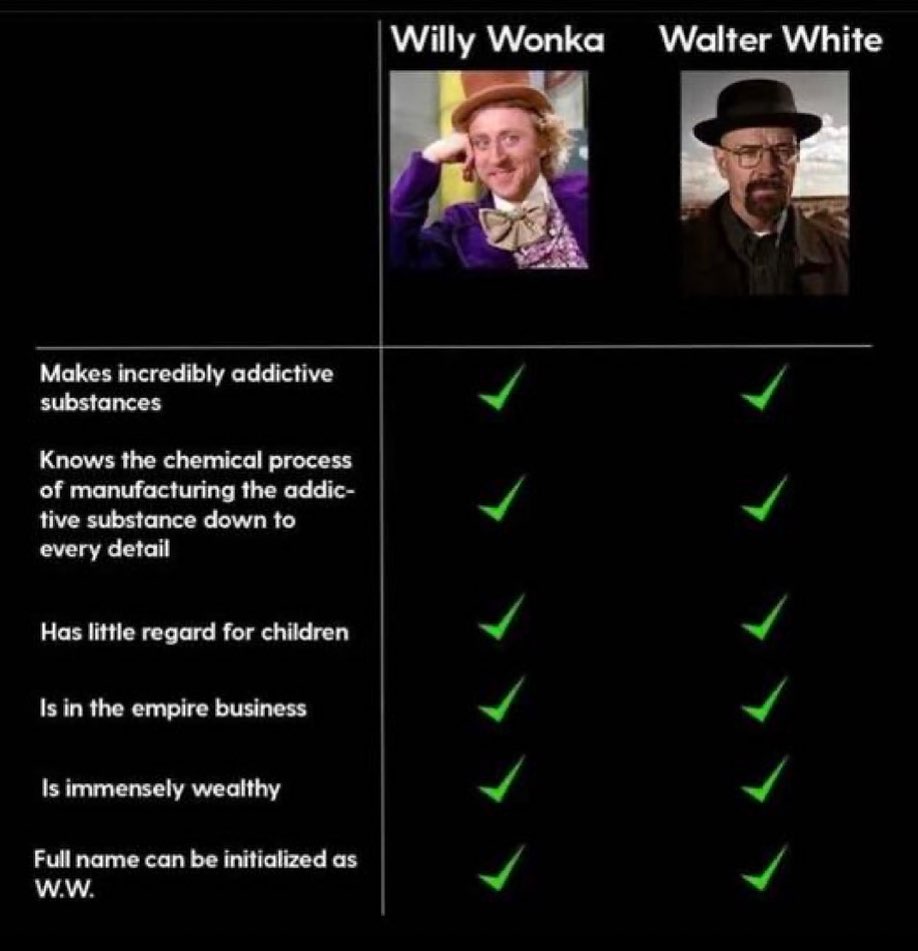 Willy Wonka Walter White
Makes incredibly addictive
substances
Knows the chemical process
of manufacturing the addic-
tive substance down to
every detail
Has little regard for children
Is in the empire business
Is immensely wealthy
Full name can be initialized as
W.W.